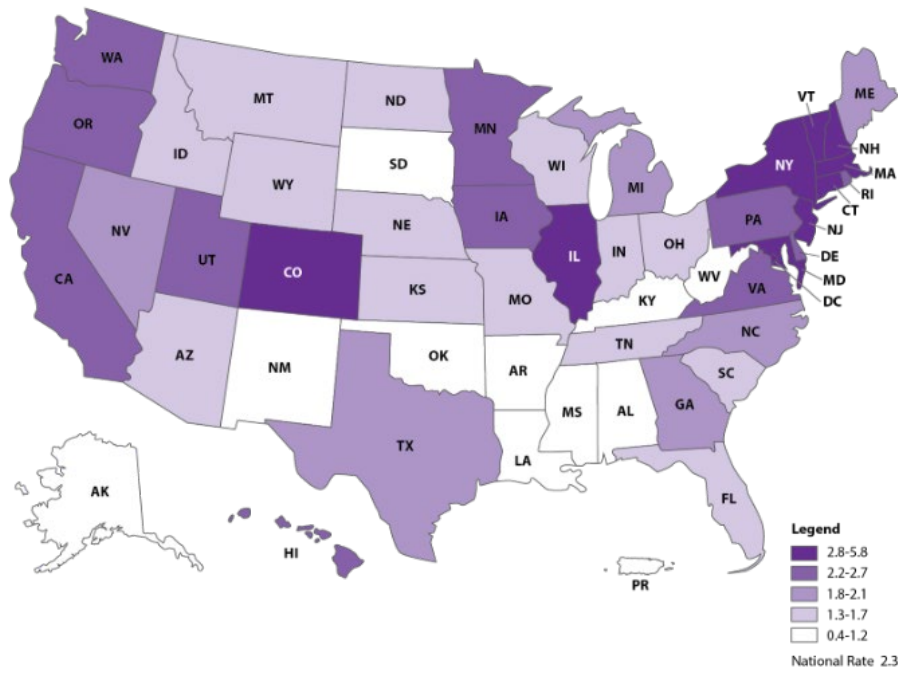 WA
MT
ND
MN
VT
ME
OR
ID
SD
WI
NH
NY
MA
MI
WY
RI
CT
NE
IA
PA
NJ
NV
UT
CO
IL
IN
OH
DE
CA
KS
MO
WV
MD
VA
DC
KY
AZ
NM
OK
TN
NC
AR
SC
MS
AL
GA
TX
LA
FL
AK
HI
PR
Legend
2.8-5.8
2.2-2.7
1.8-2.1
1.3-1.7
0.4-1.2
National Rate 2.3